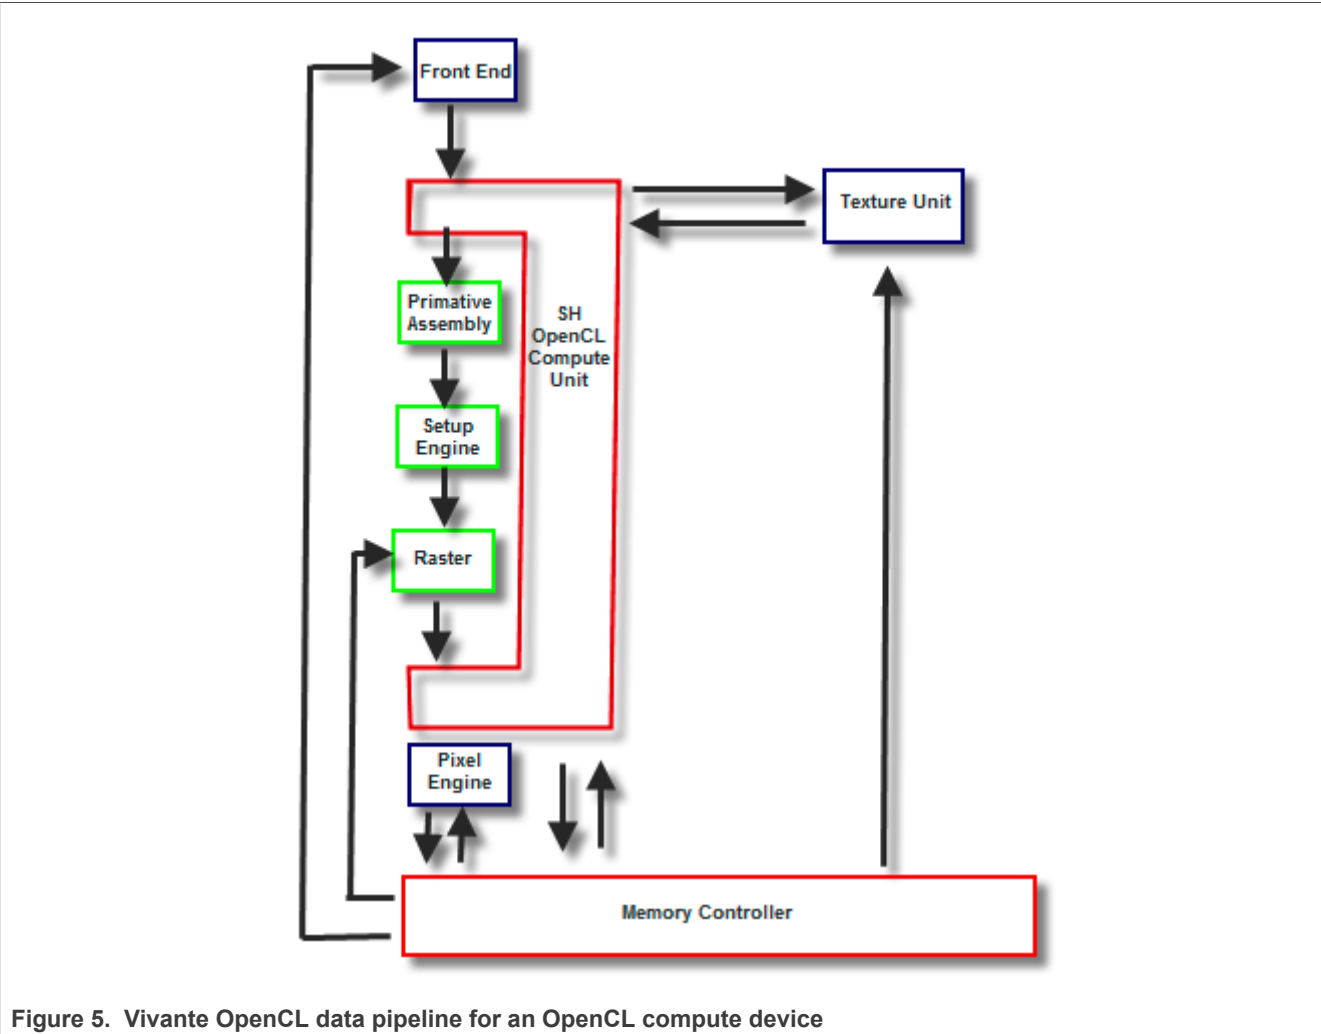 Front End
Texture Unit
Primative
Assembly
SH
OpenCL
Compute
Unit
Setup
Engine
Raster
Pixel
Engine
Memory Controller
Figure 5. Vivante OpenCL data pipeline for an OpenCL compute device